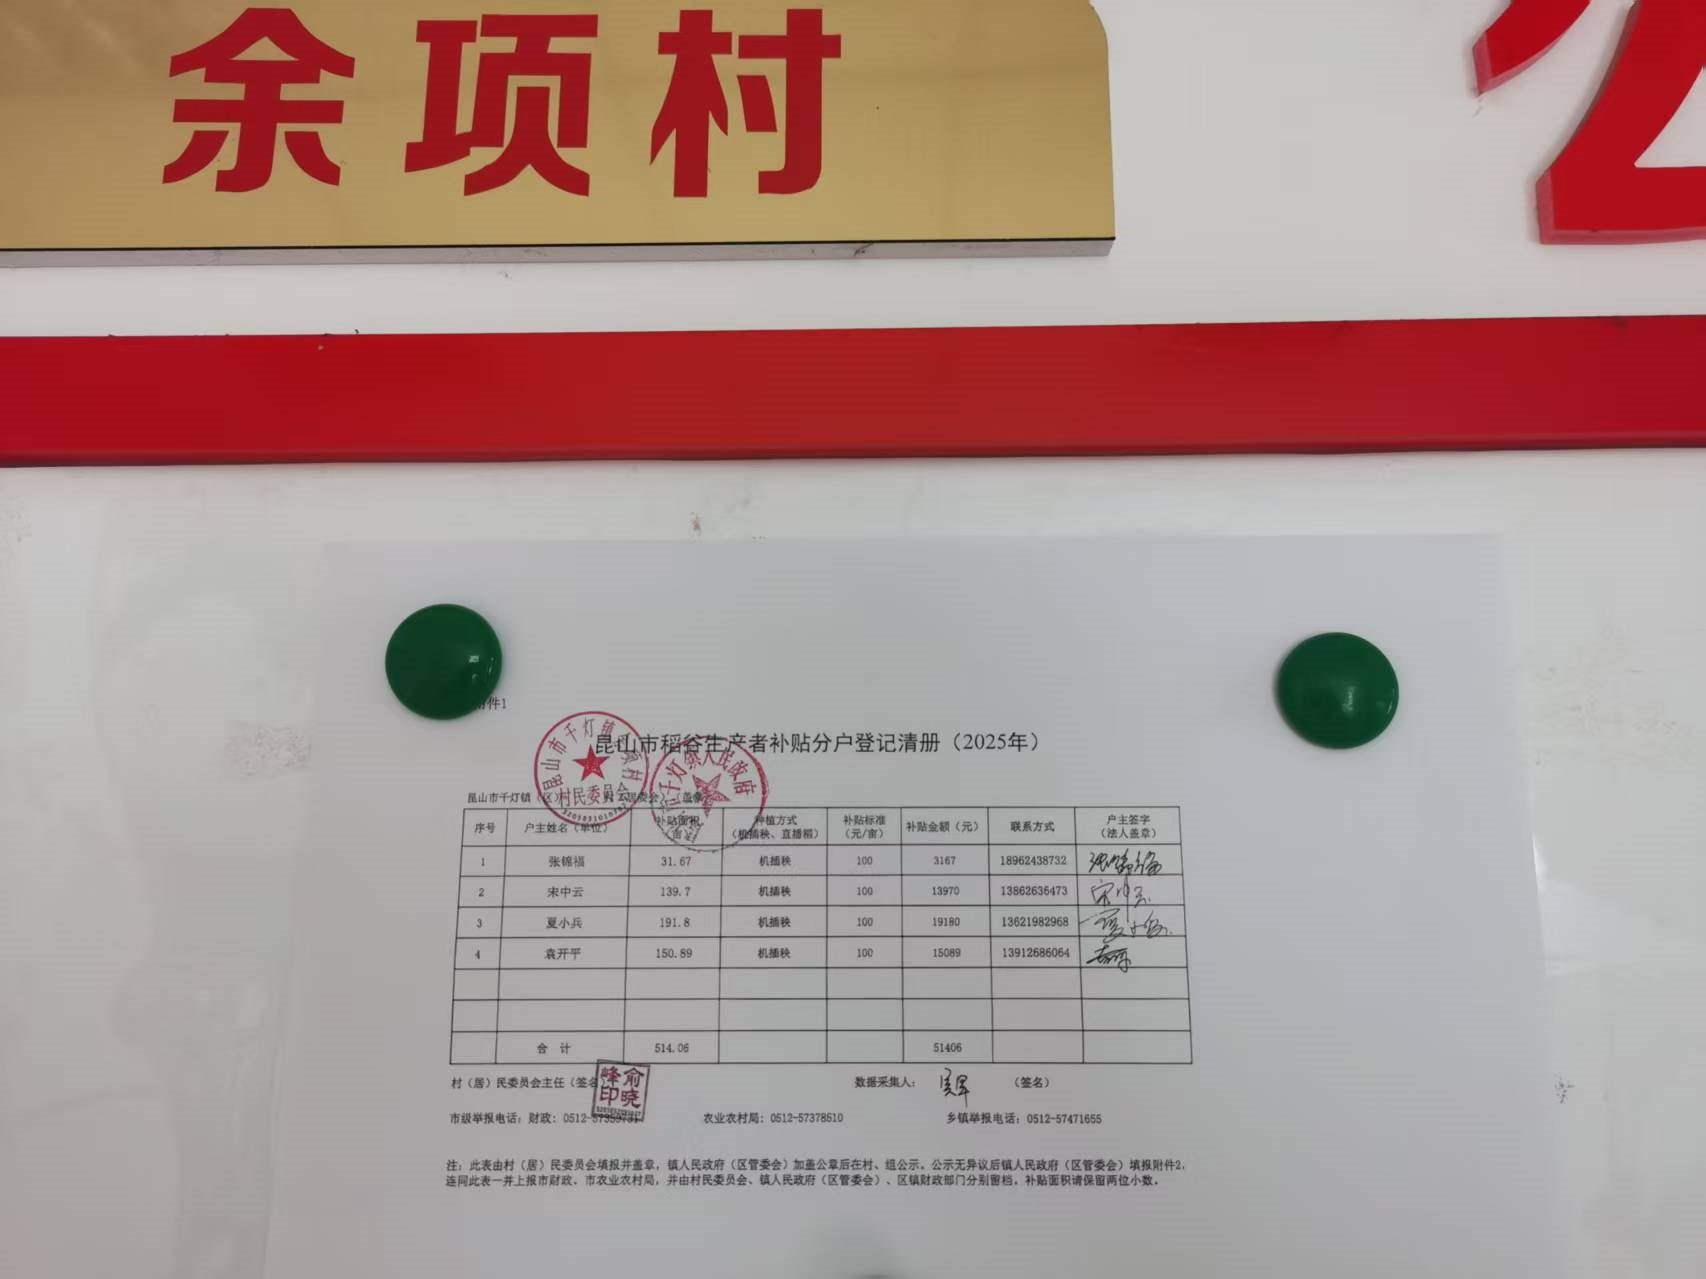 余项村
件1
昆山市稻谷生产者补贴分户登记清册（2025年）
昆山市千灯镇（区）
序号 户主姓名（单位） 补贴面积（亩） 种植方式（机插秧、直播稻） 补贴标准（元/亩） 补贴金额（元） 联系方式 户主签字（法人盖章）
1 张锦福 31.67 机插秧 100 3167 18962438732 张锦福
2 宋中云 139.7 机插秧 100 13970 13862636473 宋中云
3 夏小兵 191.8 机插秧 100 19180 13621982968 夏小兵
4 袁开平 150.89 机插秧 100 15089 13912686064
合计 514.06 51406
村（居）民委员会主任（签名
俞晓峰印
数据采集人： （签名）
市级举报电话：财政：0512-57359731 农业农村局：0512-57378510 乡镇举报电话：0512-57471655
注：此表由村（居）民委员会填报并盖章，镇人民政府（区管委会）加盖公章后在村、组公示。公示无异议后镇人民政府（区管委会）填报附件2，
连同此表一并上报市财政、市农业农村局，并由村民委员会、镇人民政府（区管委会）、区镇财政部门分别留档。补贴面积请保留两位小数。